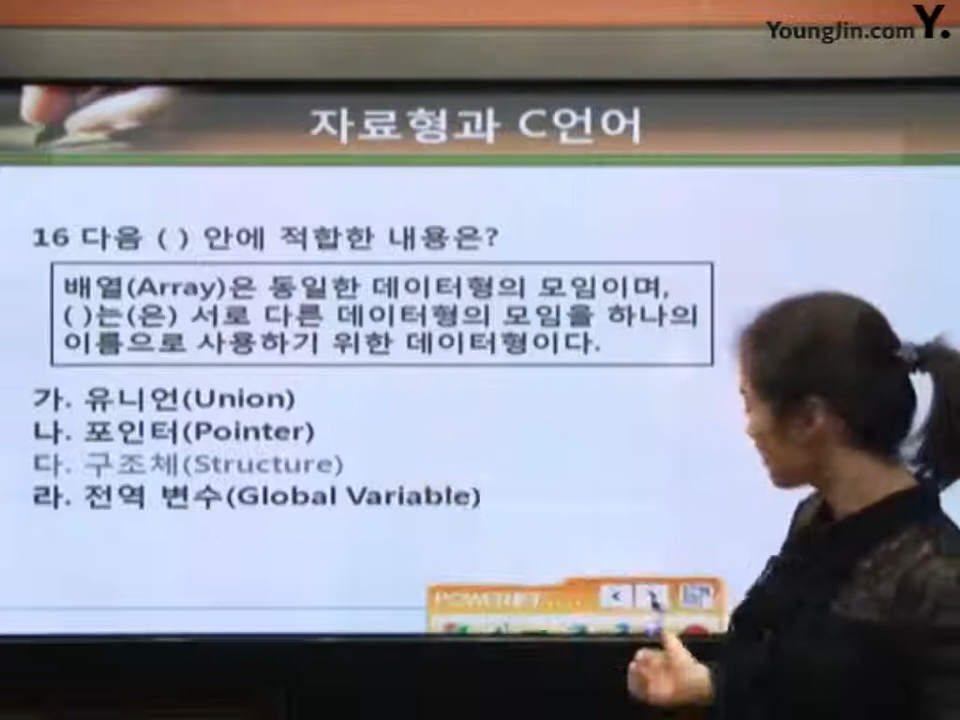 YoungJin.com Y.
자료형과 C언어
16 다음 ( ) 안에 적합한 내용은?
배열(Array)은 동일한 데이터형의 모임이며,
( )는(은) 서로 다른 데이터형의 모임을 하나의
이름으로 사용하기 위한 데이터형이다.
가. 유니언(Union)
나. 포인터(Pointer)
다. 구조체(Structure)
라. 전역 변수(Global Variable)